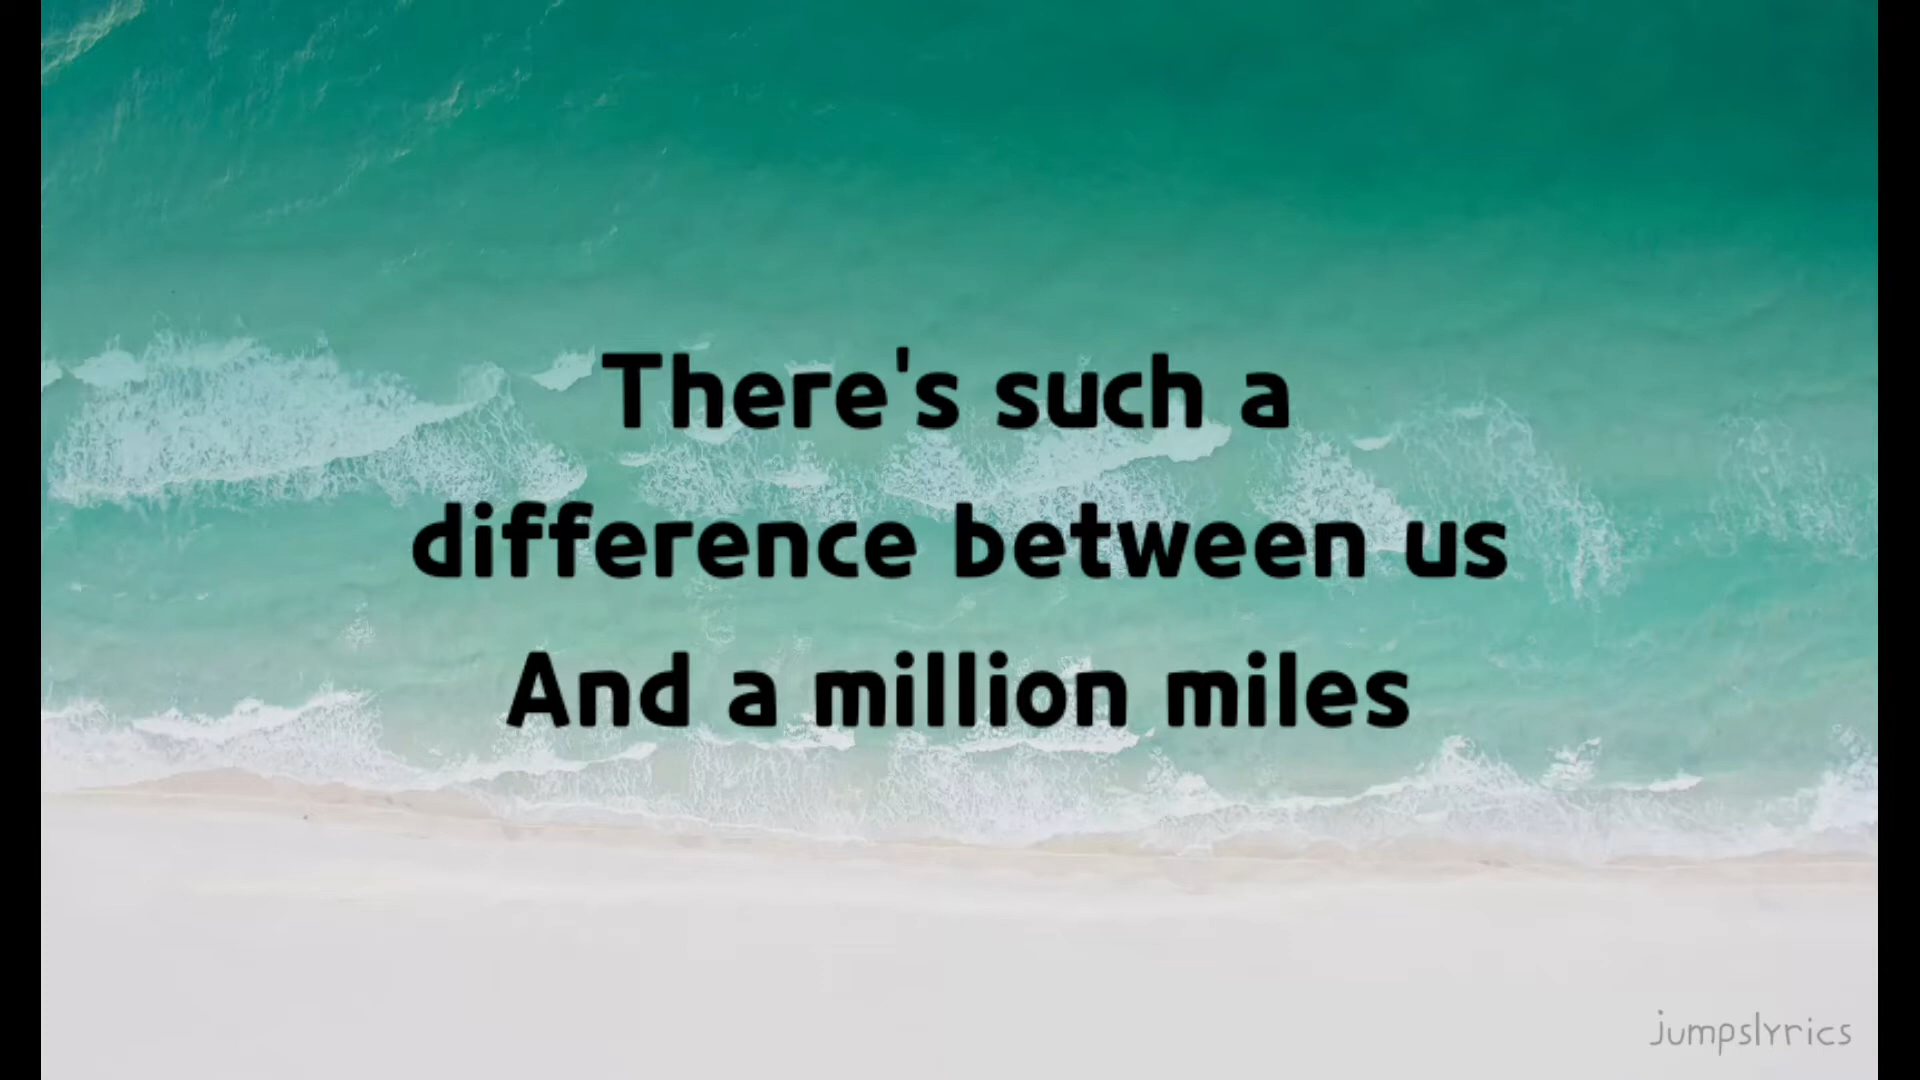 There's such a
difference between us
And a million miles
jumpslyrics